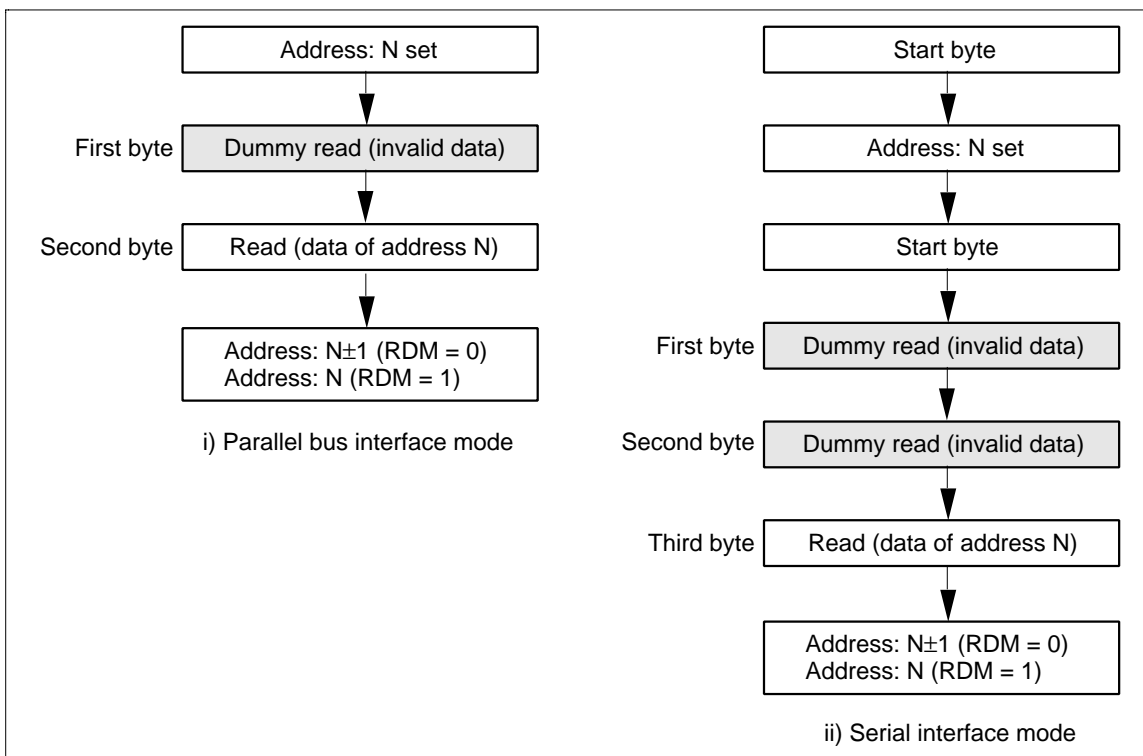 Address: N set
First byte
Dummy read (invalid data)
Second byte
Read (data of address N)
Address: N±1 (RDM = 0)
Address: N (RDM = 1)
i) Parallel bus interface mode
Start byte
Address: N set
Start byte
First byte
Dummy read (invalid data)
Second byte
Dummy read (invalid data)
Third byte
Read (data of address N)
Address: N±1 (RDM = 0)
Address: N (RDM = 1)
ii) Serial interface mode